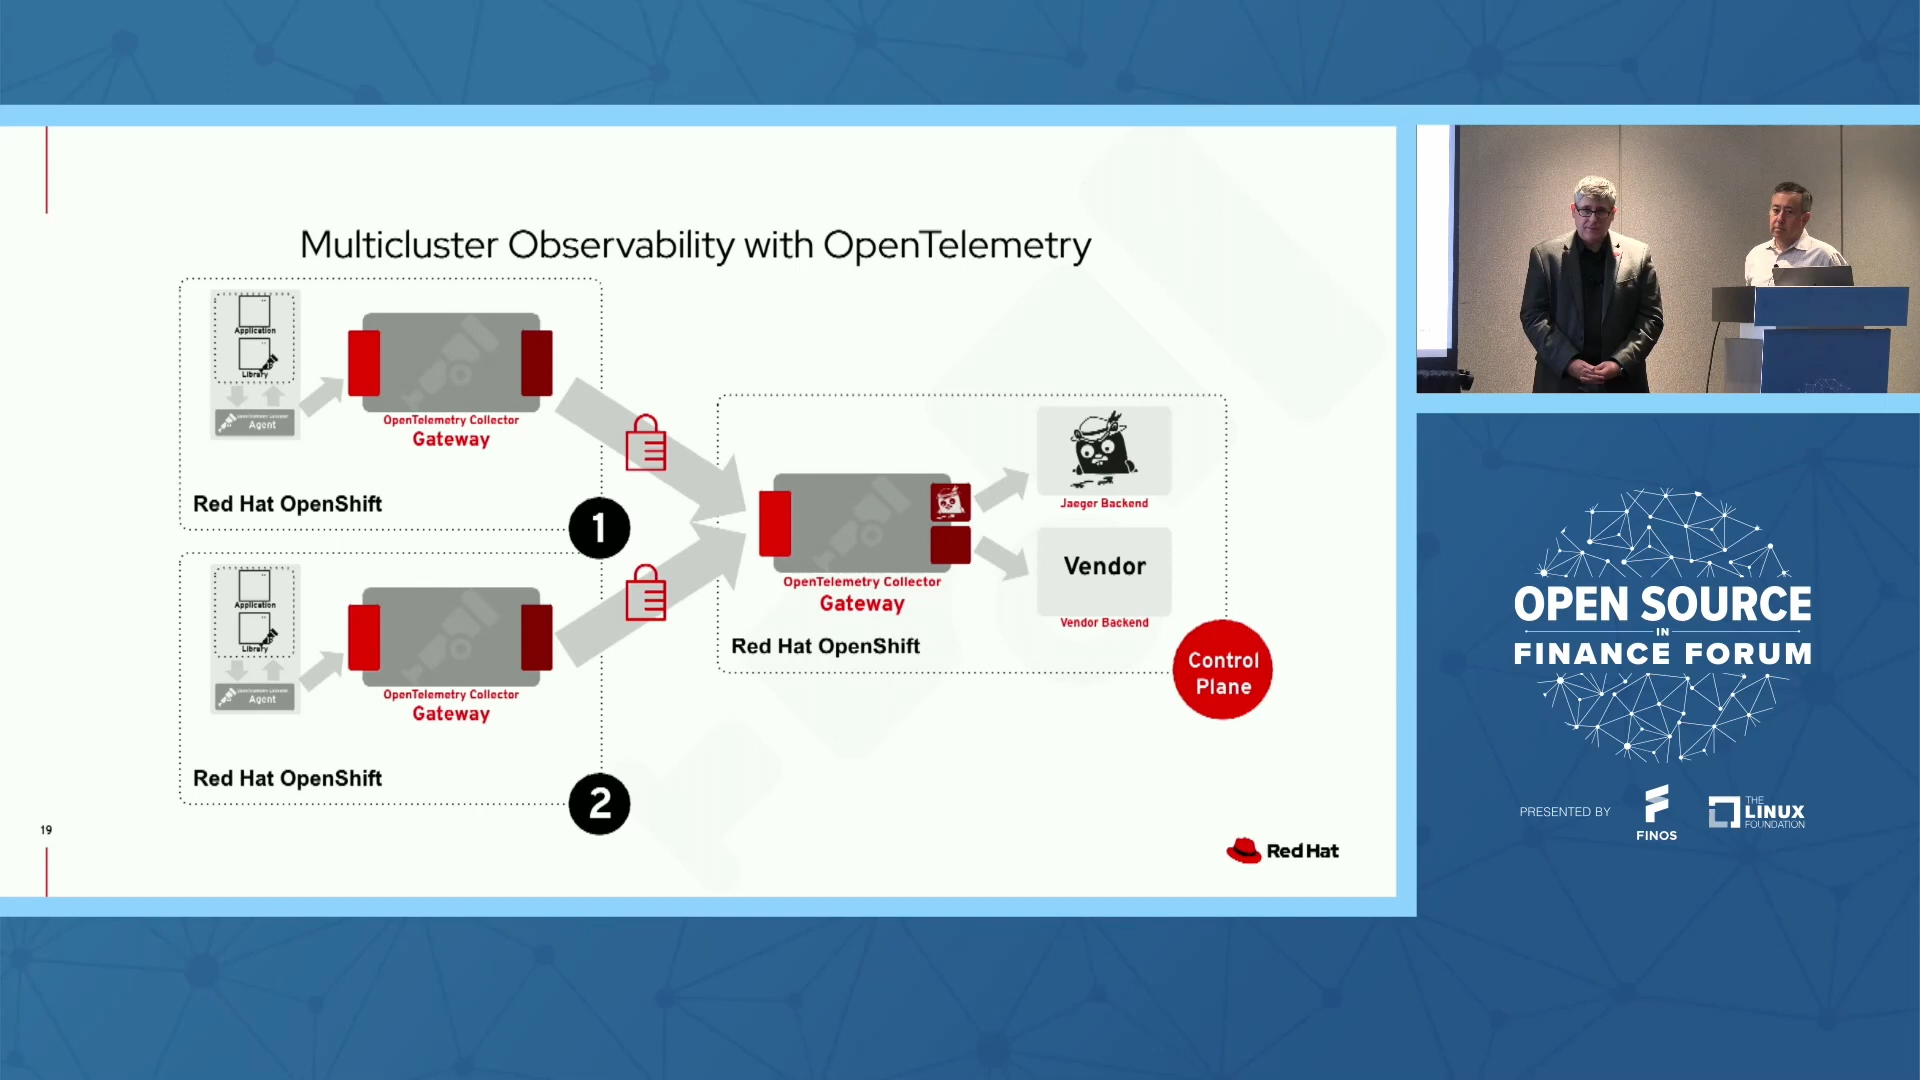 Multicluster Observability with OpenTelemetry
Application
Library
Agent
OpenTelemetry Collector
Gateway
Red Hat OpenShift
1
Application
Library
Agent
OpenTelemetry Collector
Gateway
Red Hat OpenShift
2
OpenTelemetry Collector
Gateway
Red Hat OpenShift
Jaeger Backend
Vendor
Vendor Backend
Control
Plane
19
Red Hat
OPEN SOURCE
IN
FINANCE FORUM
PRESENTED BY
FINOS
THE
LINUX
FOUNDATION